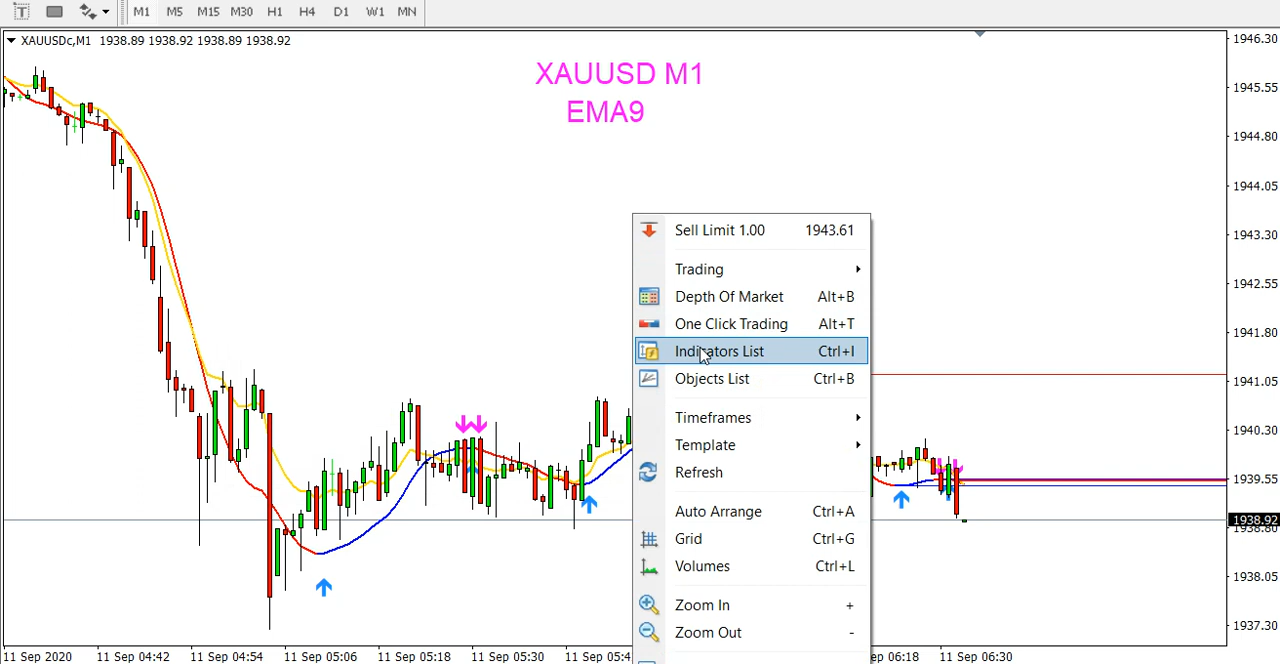 T
M1 M5 M15 M30 H1 H4 D1 W1 MN
XAUUSDc,M1 1938.89 1938.92 1938.89 1938.92
XAUUSD M1
EMA9
1946.30
1945.55
1944.80
1944.05
1943.30
1942.55
1941.80
1941.05
1940.30
1939.55
1938.92
1938.80
1938.05
1937.30
Sell Limit 1.00 1943.61
Trading
Depth Of Market Alt+B
One Click Trading Alt+T
Indicators List Ctrl+I
Objects List Ctrl+B
Timeframes
Template
Refresh
Auto Arrange Ctrl+A
Grid Ctrl+G
Volumes Ctrl+L
Zoom In +
Zoom Out -
11 Sep 2020 11 Sep 04:42 11 Sep 04:54 11 Sep 05:06 11 Sep 05:18 11 Sep 05:30 11 Sep 05:4 ep 06:18 11 Sep 06:30